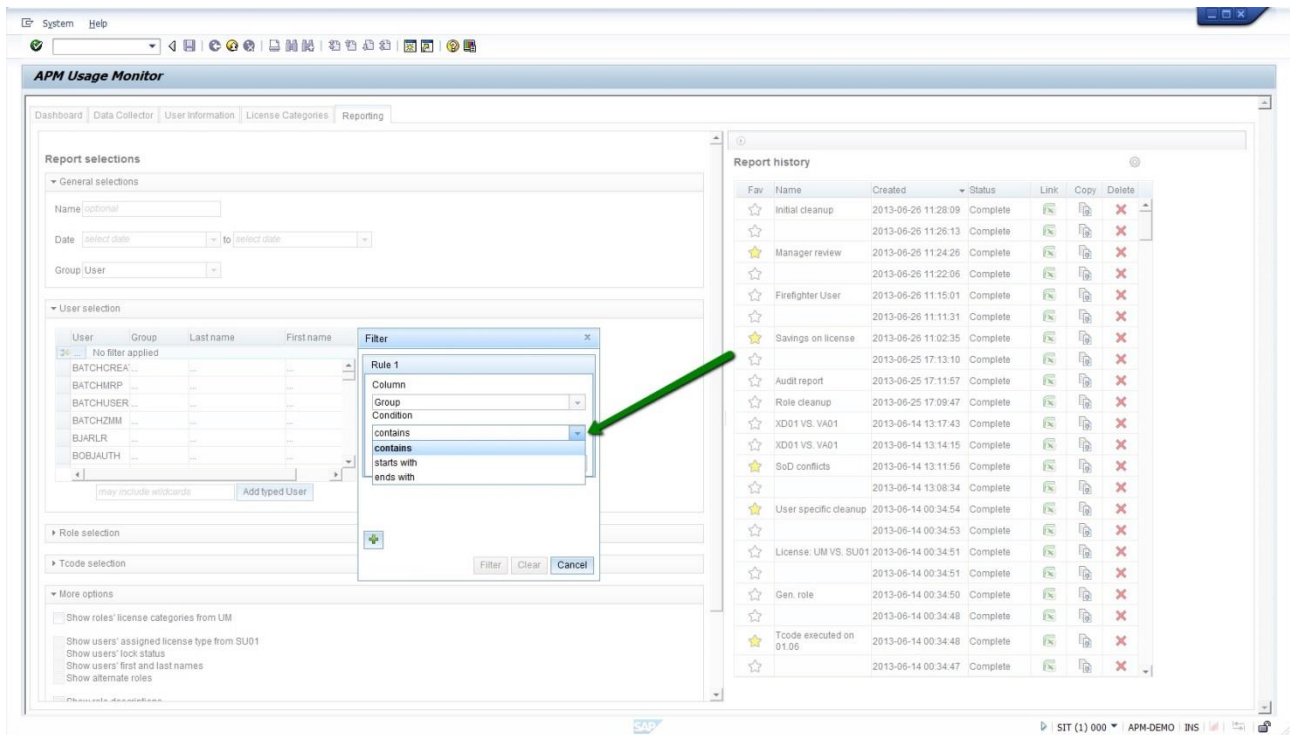 System Help
APM Usage Monitor
Dashboard Data Collector User Information License Categories Reporting
Report selections
General selections
Name optional
Date select date to select date
Group User
User selection
User Group Last name First name
... No filter applied
BATCHCREA'...
BATCHMRP ... ... ...
BATCHUSER... ... ...
BATCHZMM ... ... ...
BJARLR ... ... ...
BOBJAUTH ... ... ...
may include wildcards Add typed User
Role selection
Tcode selection
More options
Show roles' license categories from UM
Show users' assigned license type from SU01
Show users' lock status
Show users' first and last names
Show alternate roles
Show role descriptions
Filter
Rule 1
Column
Group
Condition
contains
contains
starts with
ends with
Filter Clear Cancel
Report history
Fav Name Created Status Link Copy Delete
Initial cleanup 2013-06-26 11:28:09 Complete
2013-06-26 11:26:13 Complete
Manager review 2013-06-26 11:24:26 Complete
2013-06-26 11:22:06 Complete
Firefighter User 2013-06-26 11:15:01 Complete
2013-06-26 11:11:31 Complete
Savings on license 2013-06-26 11:02:35 Complete
2013-06-25 17:13:10 Complete
Audit report 2013-06-25 17:11:57 Complete
Role cleanup 2013-06-25 17:09:47 Complete
XD01 VS. VA01 2013-06-14 13:17:43 Complete
XD01 VS. VA01 2013-06-14 13:14:15 Complete
SoD conflicts 2013-06-14 13:11:56 Complete
2013-06-14 13:08:34 Complete
User specific cleanup 2013-06-14 00:34:54 Complete
2013-06-14 00:34:53 Complete
License: UM VS. SU01 2013-06-14 00:34:51 Complete
2013-06-14 00:34:51 Complete
Gen. role 2013-06-14 00:34:50 Complete
2013-06-14 00:34:48 Complete
Tcode executed on
01.06 2013-06-14 00:34:48 Complete
2013-06-14 00:34:47 Complete
SAP
SIT (1) 000 APM-DEMO INS